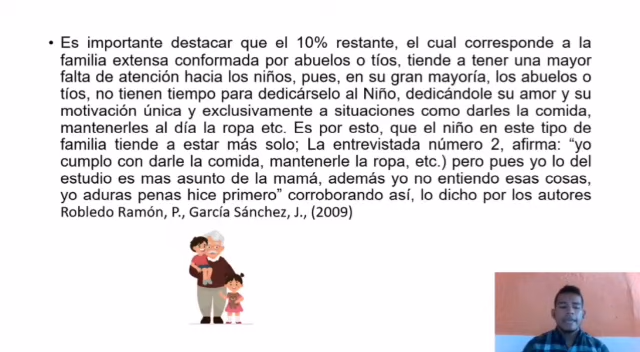 • Es importante destacar que el 10% restante, el cual corresponde a la
familia extensa conformada por abuelos o tíos, tiende a tener una mayor
falta de atención hacia los niños, pues, en su gran mayoría, los abuelos o
tíos, no tienen tiempo para dedicárselo al Niño, dedicándole su amor y su
motivación única y exclusivamente a situaciones como darles la comida,
mantenerles al día la ropa etc. Es por esto, que el niño en este tipo de
familia tiende a estar más solo; La entrevistada número 2, afirma: “yo
cumplo con darle la comida, mantenerle la ropa, etc.) pero pues yo lo del
estudio es mas asunto de la mamá, además yo no entiendo esas cosas,
yo aduras penas hice primero” corroborando así, lo dicho por los autores
Robledo Ramón, P., García Sánchez, J., (2009)